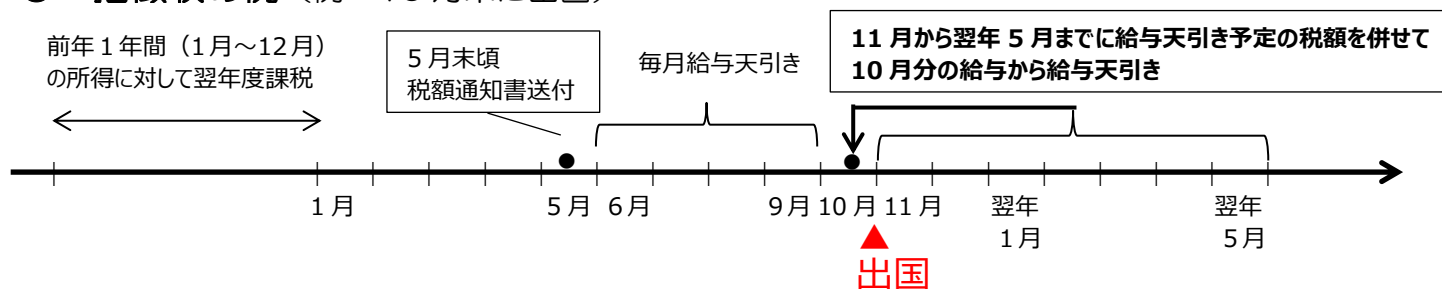 前年１年間（1月～12月）
の所得に対して翌年度課税
５月末頃
税額通知書送付
毎月給与天引き
11 月から翌年 5 月までに給与天引き予定の税額を併せて
10 月分の給与から給与天引き
１月
５月
６月
９月
10 月
11 月
翌年
１月
翌年
５月
出国